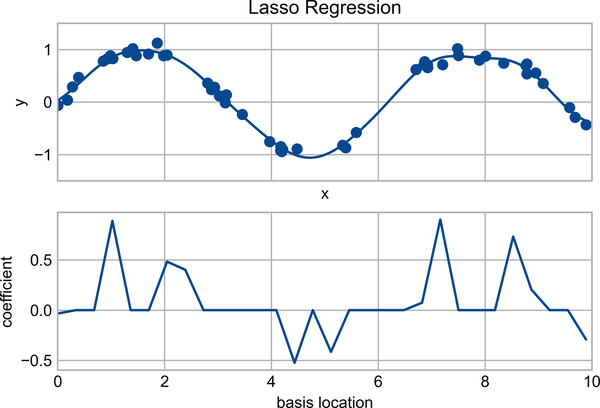 Lasso Regression
1
0
−1
y
x
0.5
0.0
−0.5
coefficient
0 2 4 6 8 10
basis location